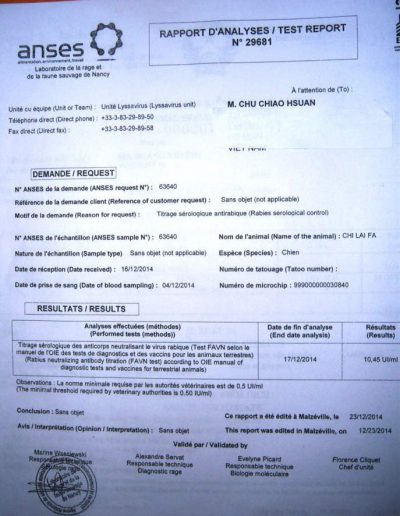 anses
alimentation, environnement, travail
Laboratoire de la rage et
de la faune sauvage de Nancy
RAPPORT D'ANALYSES / TEST REPORT
N° 29681
À l'attention de (To) :
M. CHU CHIAO HSUAN
VIET NAM
Unité ou équipe (Unit or Team) : Unité Lyssavirus (Lyssavirus unit)
Téléphone direct (Direct phone) : +33-3-83-29-89-50
Fax direct (Direct fax) : +33-3-83-29-89-58
DEMANDE / REQUEST
N° ANSES de la demande (ANSES request N°) : 63640
Référence de la demande client (Reference of customer request) : Sans objet (not applicable)
Motif de la demande (Reason for request) : Titrage sérologique antirabique (Rabies serological control)
N° ANSES de l'échantillon (ANSES sample N°) : 63640 Nom de l'animal (Name of the animal) : CHI LAI FA
Nature de l'échantillon (Sample type) Sans objet (not applicable) Espèce (Species) : Chien
Date de réception (Date received) : 16/12/2014 Numéro de tatouage (Tatoo number) :
Date de prise de sang (Date of blood sampling) : 04/12/2014 Numéro de microchip : 999000000030840
RESULTATS / RESULTS
Analyses effectuées (méthodes)
(Performed tests (methods))
Date de fin d'analyse
(End date analysis)
Résultats
(Results)
Titrage sérologique des anticorps neutralisant le virus rabique (Test FAVN selon le
manuel de l'OIE des tests de diagnostics et des vaccins pour les animaux terrestres)
(Rabies neutralizing antibody titration (FAVN test) according to OIE manual of
diagnostic tests and vaccines for terrestrial animals)
17/12/2014
10,45 UI/ml
Observations : La norme minimale requise par les autorités vétérinaires est de 0.5 UI/ml
(The minimal threshold required by veterinary authorities is 0.50 IU/ml)
Conclusion : Sans objet
Ce rapport a été édité à Malzéville, le 23/12/2014
Avis / Interprétation (Opinion / Interpretation) : Sans objet
This report was edited in Malzéville, on 12/23/2014
Validé par / Validated by
Marine Wasniewski
Responsable technique
Sérologie rage
Alexandre Servat
Responsable technique
Diagnostic rage
Evelyne Picard
Responsable technique
Biologie moléculaire
Florence Cliquet
Chef d'unité